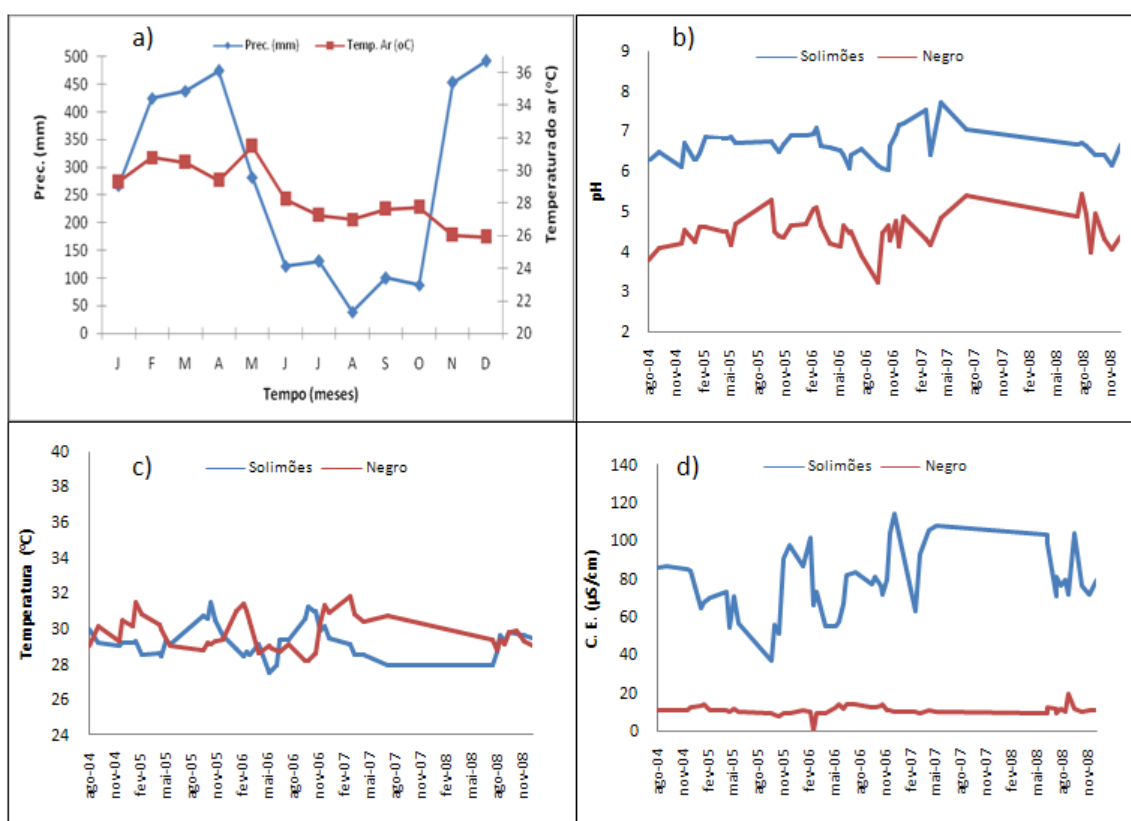 a)
Prec. (mm) Temp. Ar (oC)
Prec. (mm)
500
450
400
350
300
250
200
150
100
50
0
36
34
32
30
28
26
24
22
20
Temperatura do ar (°C)
J F M A M J J A S O N D
Tempo (meses)
b)
Solimões Negro
pH
9
8
7
6
5
4
3
2
ago-04 nov-04 fev-05 mai-05 ago-05 nov-05 fev-06 mai-06 ago-06 nov-06 fev-07 mai-07 ago-07 nov-07 fev-08 mai-08 ago-08 nov-08
c)
Solimões Negro
Temperatura (°C)
40
38
36
34
32
30
28
26
24
ago-04 nov-04 fev-05 mai-05 ago-05 nov-05 fev-06 mai-06 ago-06 nov-06 fev-07 mai-07 ago-07 nov-07 fev-08 mai-08 ago-08 nov-08
d)
Solimões Negro
C. E. (µS/cm)
140
120
100
80
60
40
20
0
ago-04 nov-04 fev-05 mai-05 ago-05 nov-05 fev-06 mai-06 ago-06 nov-06 fev-07 mai-07 ago-07 nov-07 fev-08 mai-08 ago-08 nov-08